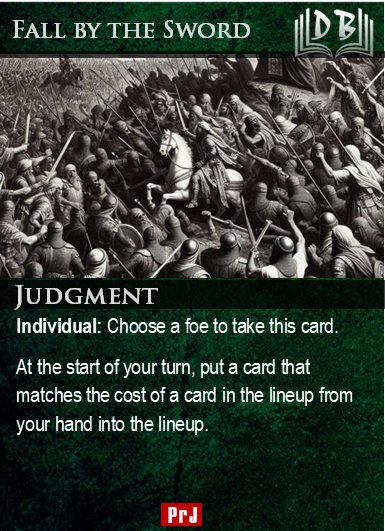 Fall by the Sword
DB
Judgment
Individual: Choose a foe to take this card.
At the start of your turn, put a card that
matches the cost of a card in the lineup from
your hand into the lineup.
PrJ